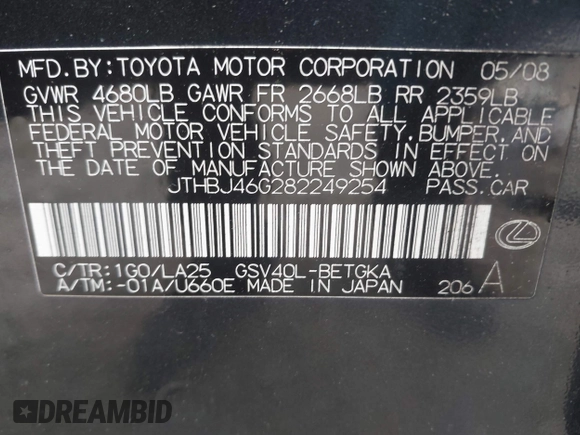 MFD.BY:TOYOTA MOTOR CORPORATION 05/08
GVWR 4680LB GAWR FR 2668LB RR 2359LB
THIS VEHICLE CONFORMS TO ALL APPLICABLE
FEDERAL MOTOR VEHICLE SAFETY,BUMPER,AND
THEFT PREVENTION STANDARDS IN EFFECT ON
THE DATE OF MANUFACTURE SHOWN ABOVE.
JTHBJ46G282249254 PASS.CAR
C/TR:1G0/LA25 GSV40L-BETGKA
A/TM:-01A/U660E MADE IN JAPAN 206 A
DREAMBID